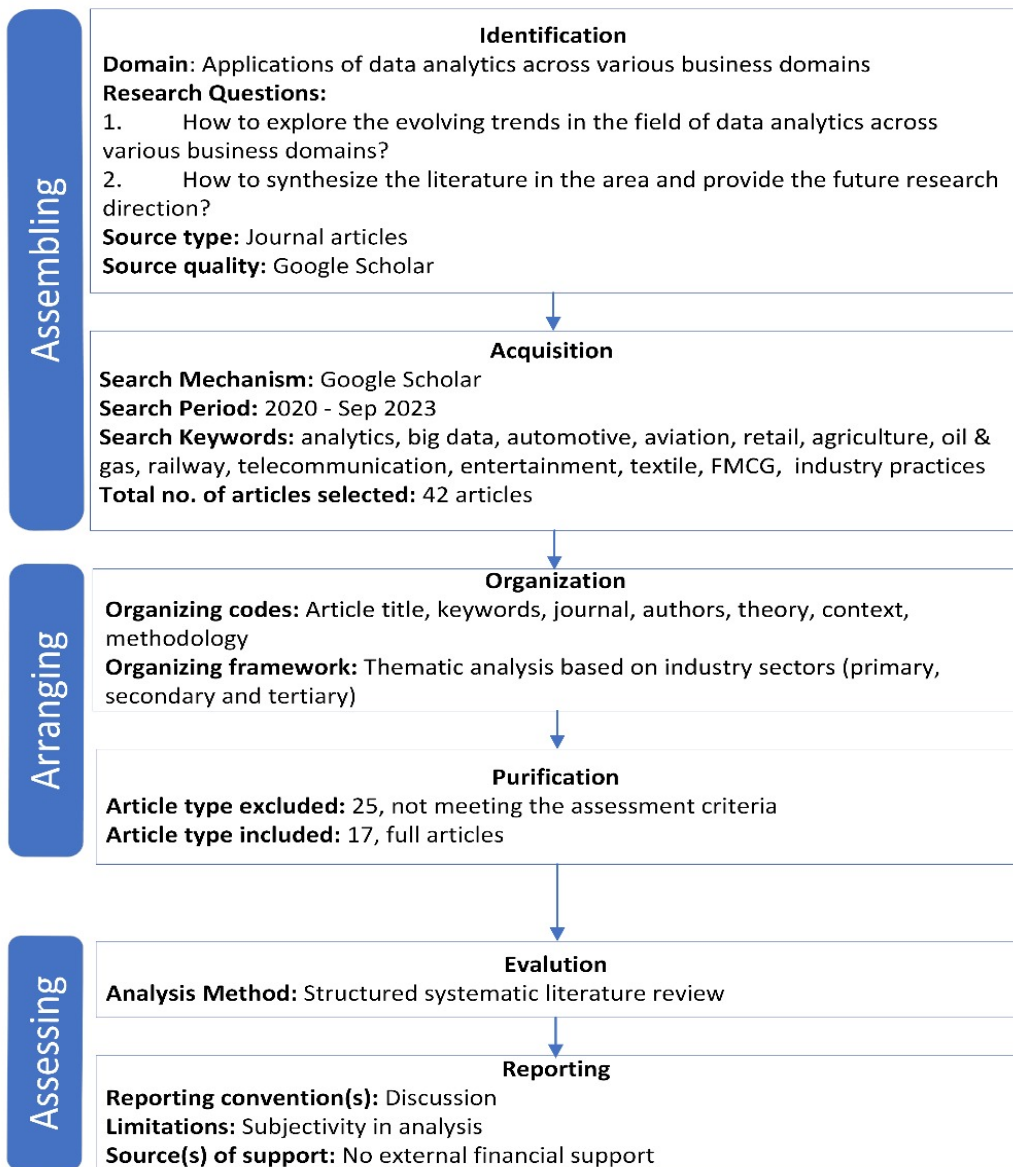 Assembling
Identification
Domain: Applications of data analytics across various business domains
Research Questions:
1. How to explore the evolving trends in the field of data analytics across
various business domains?
2. How to synthesize the literature in the area and provide the future research
direction?
Source type: Journal articles
Source quality: Google Scholar
Acquisition
Search Mechanism: Google Scholar
Search Period: 2020 - Sep 2023
Search Keywords: analytics, big data, automotive, aviation, retail, agriculture, oil &
gas, railway, telecommunication, entertainment, textile, FMCG, industry practices
Total no. of articles selected: 42 articles
Arranging
Organization
Organizing codes: Article title, keywords, journal, authors, theory, context,
methodology
Organizing framework: Thematic analysis based on industry sectors (primary,
secondary and tertiary)
Purification
Article type excluded: 25, not meeting the assessment criteria
Article type included: 17, full articles
Assessing
Evalution
Analysis Method: Structured systematic literature review
Reporting
Reporting convention(s): Discussion
Limitations: Subjectivity in analysis
Source(s) of support: No external financial support